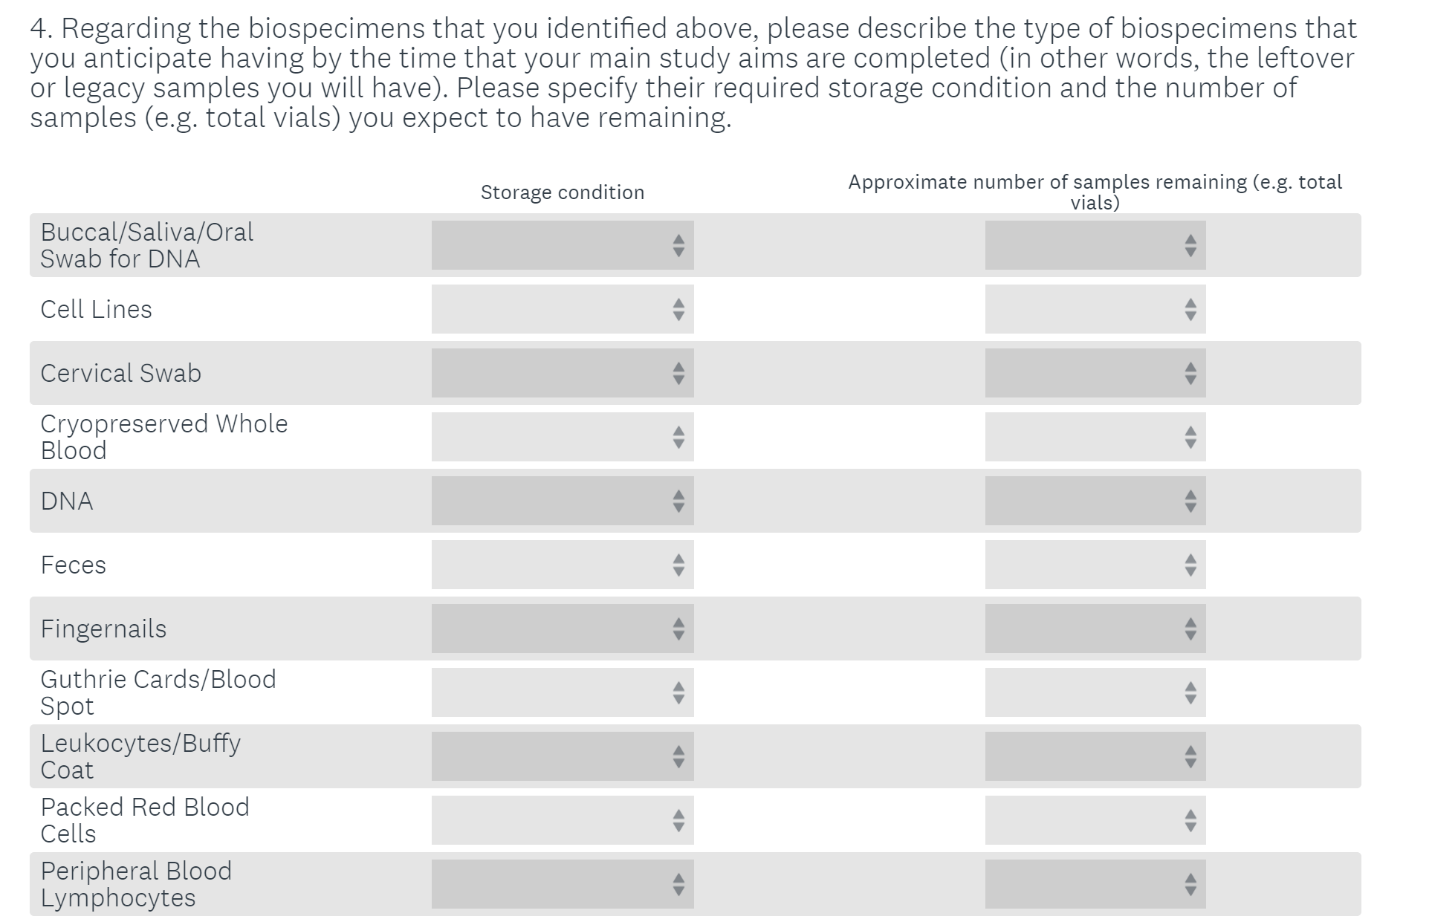 4. Regarding the biospecimens that you identified above, please describe the type of biospecimens that
you anticipate having by the time that your main study aims are completed (in other words, the leftover
or legacy samples you will have). Please specify their required storage condition and the number of
samples (e.g. total vials) you expect to have remaining.
Storage condition
Approximate number of samples remaining (e.g. total
vials)
Buccal/Saliva/Oral
Swab for DNA
Cell Lines
Cervical Swab
Cryopreserved Whole
Blood
DNA
Feces
Fingernails
Guthrie Cards/Blood
Spot
Leukocytes/Buffy
Coat
Packed Red Blood
Cells
Peripheral Blood
Lymphocytes